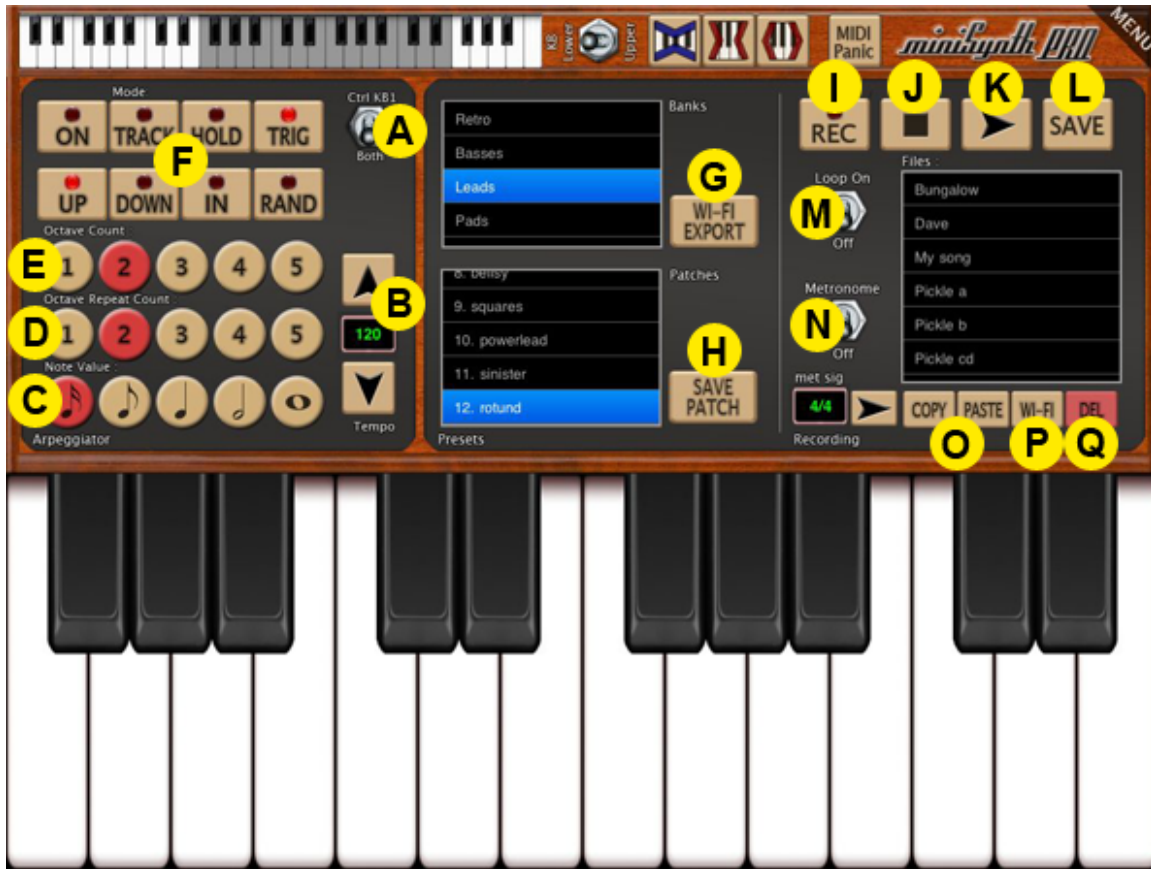 KB
Lower
Upper
MIDI
Panic
miniSynth PRO
MENU
Mode
ON TRACK HOLD TRIG
F
UP DOWN IN RAND
Ctrl KB1
A
Both
Octave Count :
E 1 2 3 4 5
Octave Repeat Count :
D 1 2 3 4 5
Note Value :
C
Arpeggiator
B
120
Tempo
Banks
Retro
Basses
Leads
Pads
G
WI-FI
EXPORT
Patches
8. bellsy
9. squares
10. powerlead
11. sinister
12. rotund
H
SAVE
PATCH
Presets
I J K L
REC SAVE
Loop On
M
Off
Metronome
N
Off
met sig
4/4
Recording
Files :
Bungalow
Dave
My song
Pickle a
Pickle b
Pickle cd
COPY PASTE WI-FI DEL
O P Q